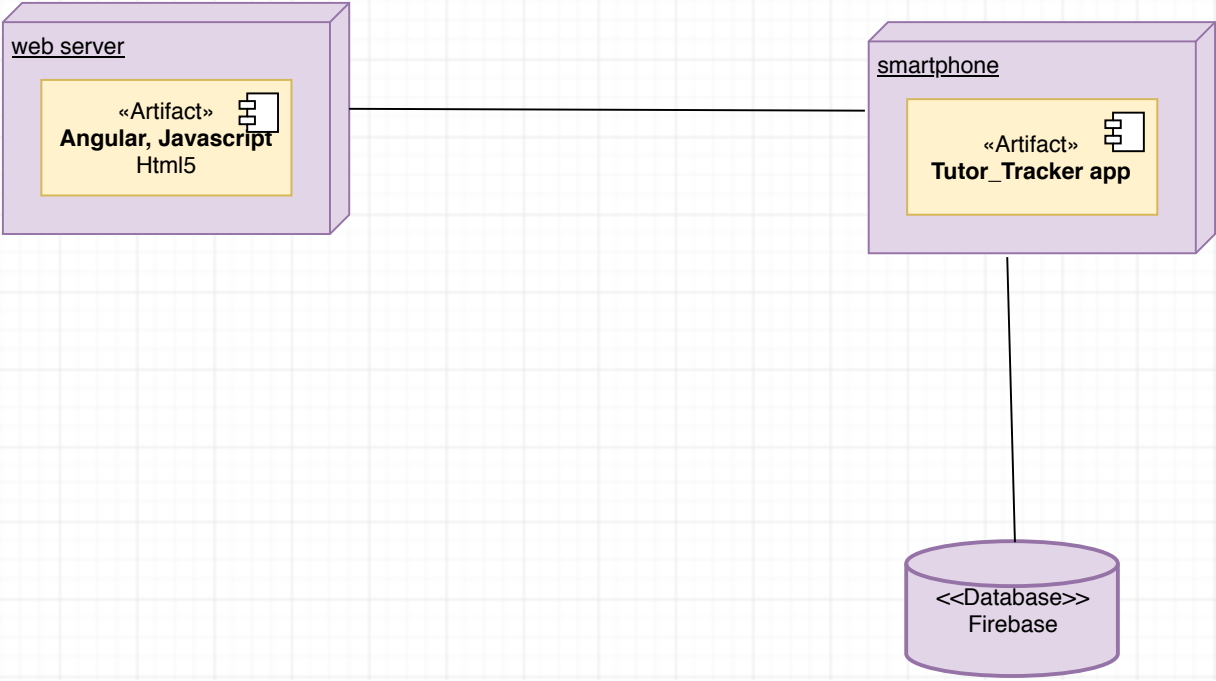 web server
«Artifact»
Angular, Javascript
Html5
smartphone
«Artifact»
Tutor_Tracker app
<<Database>>
Firebase